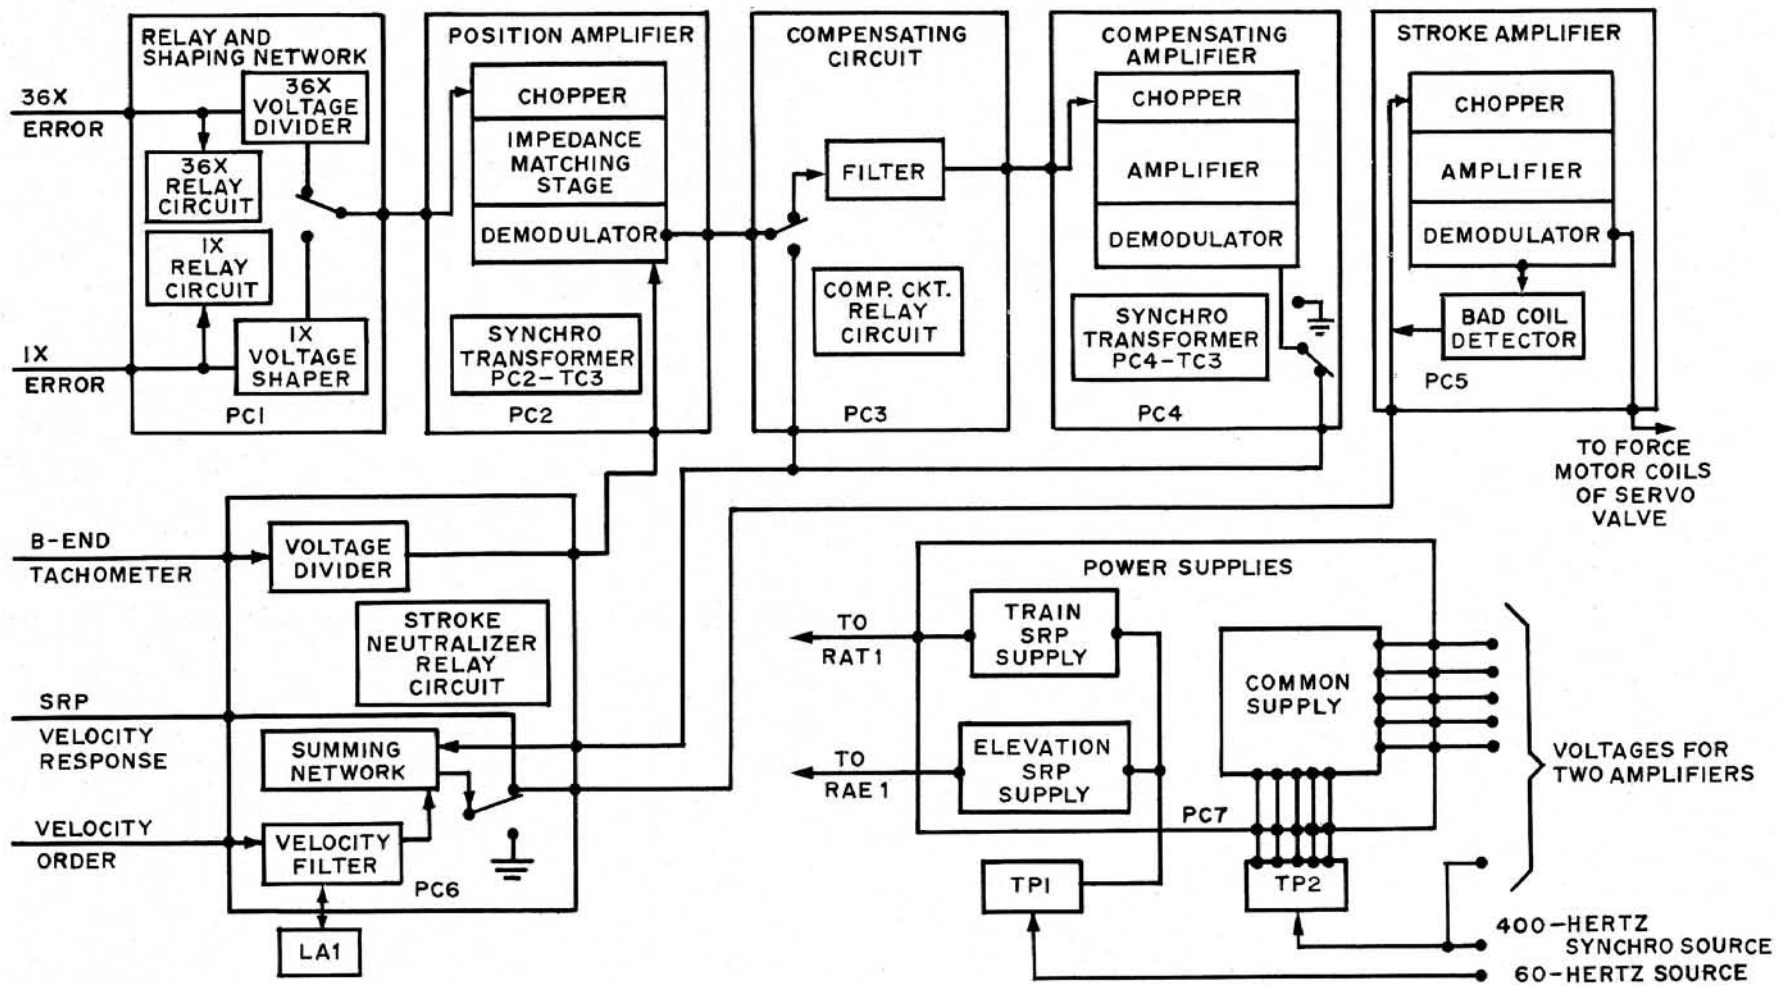 RELAY AND
SHAPING NETWORK
36X
VOLTAGE
DIVIDER
36X
ERROR
36X
RELAY
CIRCUIT
1X
RELAY
CIRCUIT
1X
VOLTAGE
SHAPER
1X
ERROR
PC1
POSITION AMPLIFIER
CHOPPER
IMPEDANCE
MATCHING
STAGE
DEMODULATOR
SYNCHRO
TRANSFORMER
PC2-TC3
PC2
COMPENSATING
CIRCUIT
FILTER
COMP. CKT.
RELAY
CIRCUIT
PC3
COMPENSATING
AMPLIFIER
CHOPPER
AMPLIFIER
DEMODULATOR
SYNCHRO
TRANSFORMER
PC4-TC3
PC4
STROKE AMPLIFIER
CHOPPER
AMPLIFIER
DEMODULATOR
BAD COIL
DETECTOR
PC5
TO FORCE
MOTOR COILS
OF SERVO
VALVE
B-END
TACHOMETER
VOLTAGE
DIVIDER
STROKE
NEUTRALIZER
RELAY
CIRCUIT
SRP
VELOCITY
RESPONSE
SUMMING
NETWORK
VELOCITY
ORDER
VELOCITY
FILTER
PC6
LA1
POWER SUPPLIES
TRAIN
SRP
SUPPLY
TO
RAT1
ELEVATION
SRP
SUPPLY
TO
RAE1
COMMON
SUPPLY
PC7
TP1
TP2
VOLTAGES FOR
TWO AMPLIFIERS
400-HERTZ
SYNCHRO SOURCE
60-HERTZ SOURCE